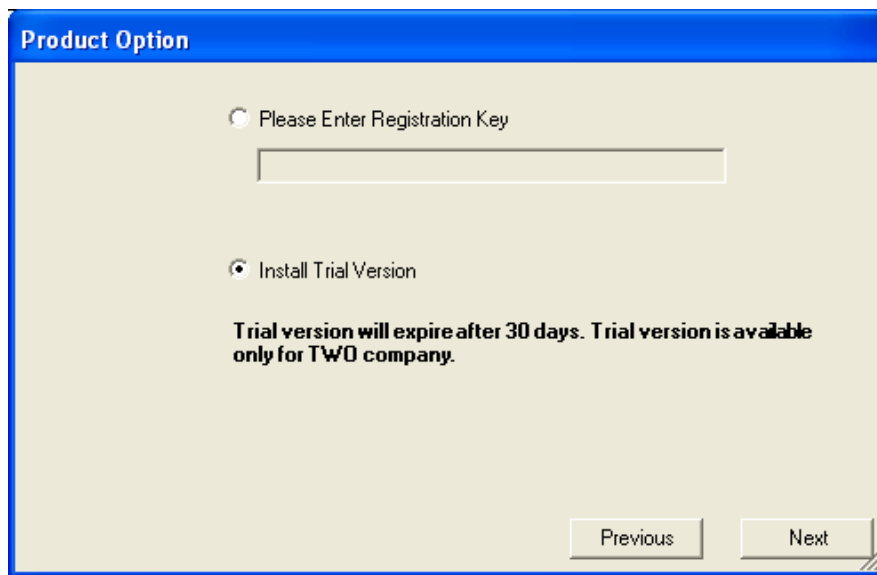 Product Option
Please Enter Registration Key
Install Trial Version
Trial version will expire after 30 days. Trial version is available
only for TWO company.
Previous
Next